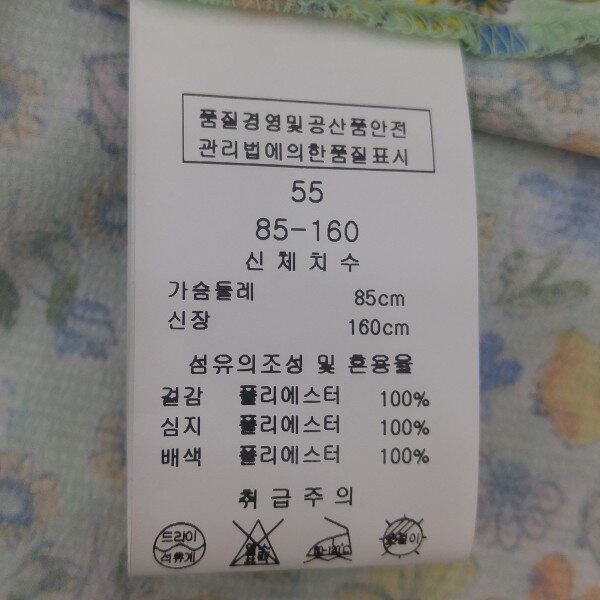 품질경영및공산품안전
관리법에의한품질표시
55
85-160
신체치수
가슴둘레 85cm
신장 160cm
섬유의조성 및 혼용율
겉감 폴리에스터 100%
심지 폴리에스터 100%
배색 폴리에스터 100%
취급주의
드라이
석유계